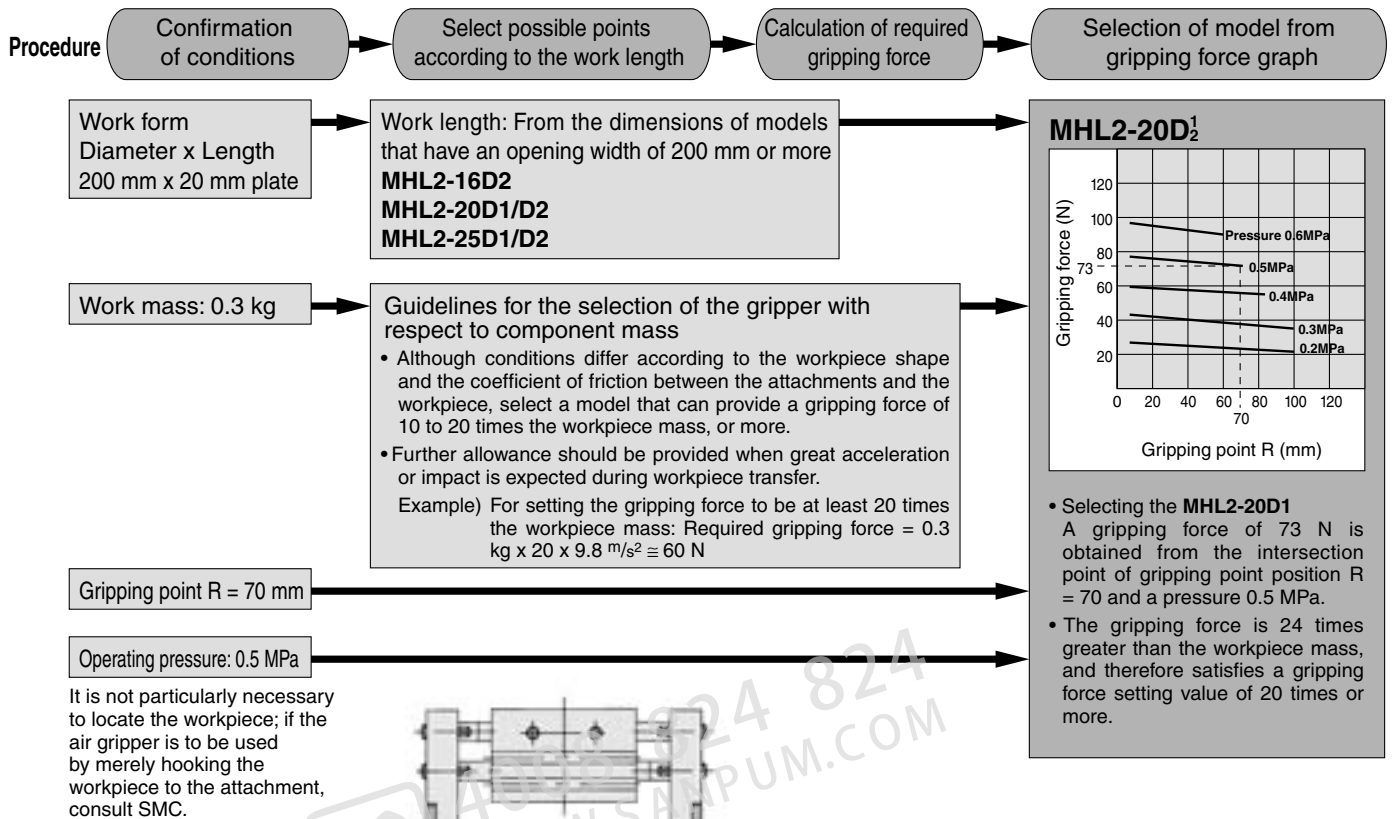 Procedure
Confirmation
of conditions
Select possible points
according to the work length
Calculation of required
gripping force
Selection of model from
gripping force graph
Work form
Diameter x Length
200 mm x 20 mm plate
Work length: From the dimensions of models
that have an opening width of 200 mm or more
MHL2-16D2
MHL2-20D1/D2
MHL2-25D1/D2
Work mass: 0.3 kg
Guidelines for the selection of the gripper with
respect to component mass
• Although conditions differ according to the workpiece shape
and the coefficient of friction between the attachments and the
workpiece, select a model that can provide a gripping force of
10 to 20 times the workpiece mass, or more.
• Further allowance should be provided when great acceleration
or impact is expected during workpiece transfer.
Example) For setting the gripping force to be at least 20 times
the workpiece mass: Required gripping force = 0.3
kg x 20 x 9.8 m/s² ≅ 60 N
Gripping point R = 70 mm
Operating pressure: 0.5 MPa
It is not particularly necessary
to locate the workpiece; if the
air gripper is to be used
by merely hooking the
workpiece to the attachment,
consult SMC.
MHL2-20D1/2
Gripping force (N)
120
100
80
73
60
40
20
Pressure 0.6MPa
0.5MPa
0.4MPa
0.3MPa
0.2MPa
0 20 40 60 80 100 120
70
Gripping point R (mm)
• Selecting the MHL2-20D1
A gripping force of 73 N is
obtained from the intersection
point of gripping point position R
= 70 and a pressure 0.5 MPa.
• The gripping force is 24 times
greater than the workpiece mass,
and therefore satisfies a gripping
force setting value of 20 times or
more.
4008 824 824
SANPUM.COM